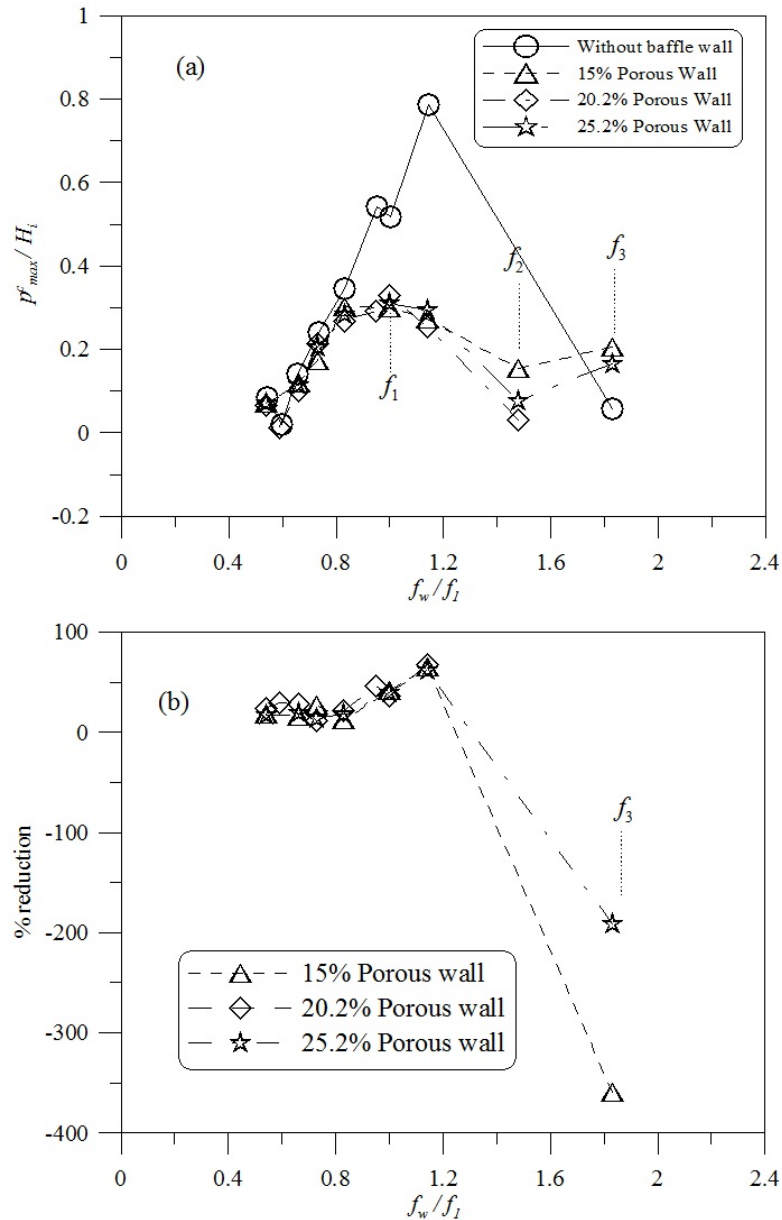 (a)
Without baffle wall
15% Porous Wall
20.2% Porous Wall
25.2% Porous Wall
1
0.8
0.6
0.4
0.2
0
-0.2
pᶜmax / Hi
f1
f2
f3
0 0.4 0.8 1.2 1.6 2 2.4
fw/f1
(b)
100
0
-100
-200
-300
-400
% reduction
f3
15% Porous wall
20.2% Porous wall
25.2% Porous wall
0 0.4 0.8 1.2 1.6 2 2.4
fw/f1